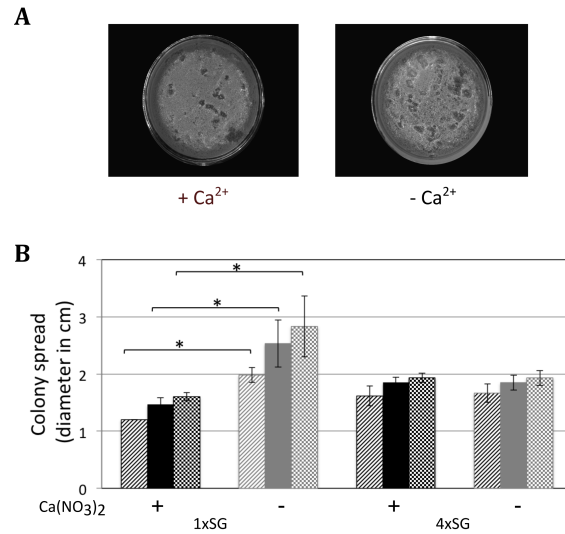 A
+ Ca2+
- Ca2+
B
Colony spread
(diameter in cm)
4
3
2
1
0
*
*
*
Ca(NO3)2
+
-
+
-
1xSG
4xSG